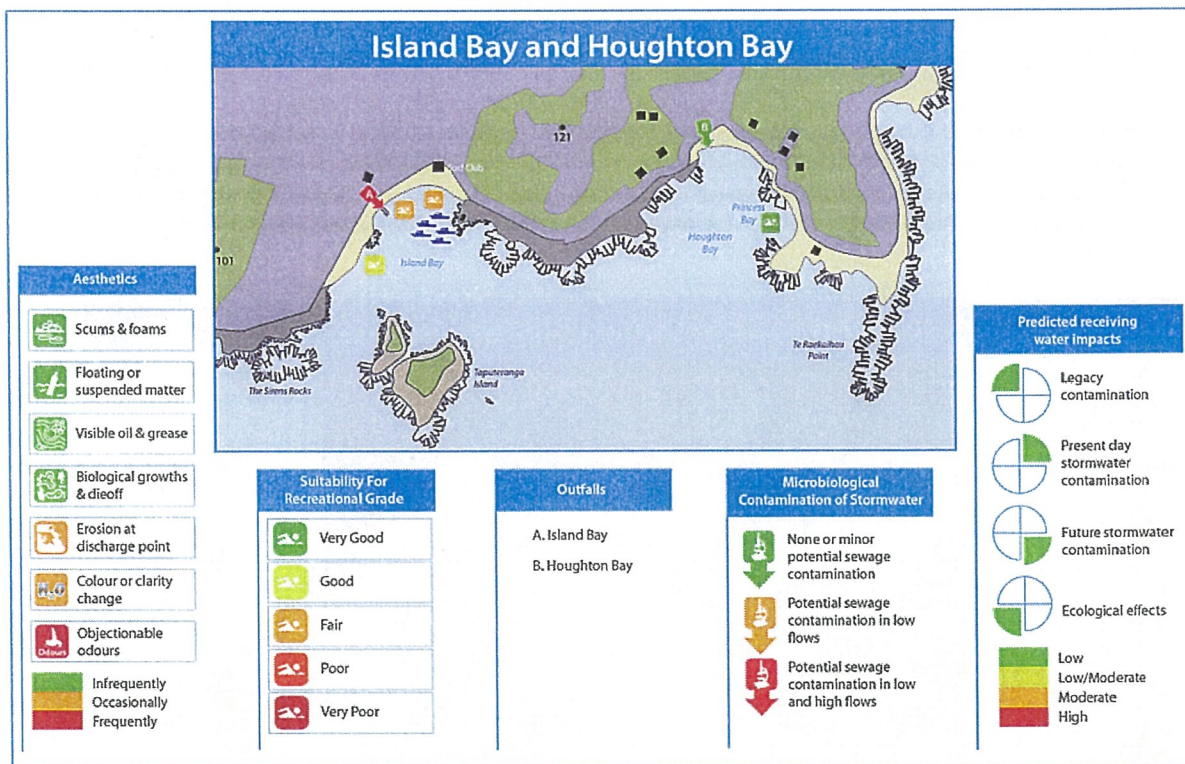 Island Bay and Houghton Bay
121
B
A
Princess
Bay
Houghton
Bay
Island Bay
101
Te Raekaihau
Point
Taputeranga
Island
The Sirens Rocks
Aesthetics
Scums & foams
Floating or
suspended matter
Visible oil & grease
Biological growths
& dieoff
Erosion at
discharge point
H2O
Colour or clarity
change
Odours
Objectionable
odours
Infrequently
Occasionally
Frequently
Suitability For
Recreational Grade
Very Good
Good
Fair
Poor
Very Poor
Outfalls
A. Island Bay
B. Houghton Bay
Microbiological
Contamination of Stormwater
None or minor
potential sewage
contamination
Potential sewage
contamination in low
flows
Potential sewage
contamination in low
and high flows
Predicted receiving
water impacts
Legacy
contamination
Present day
stormwater
contamination
Future stormwater
contamination
Ecological effects
Low
Low/Moderate
Moderate
High